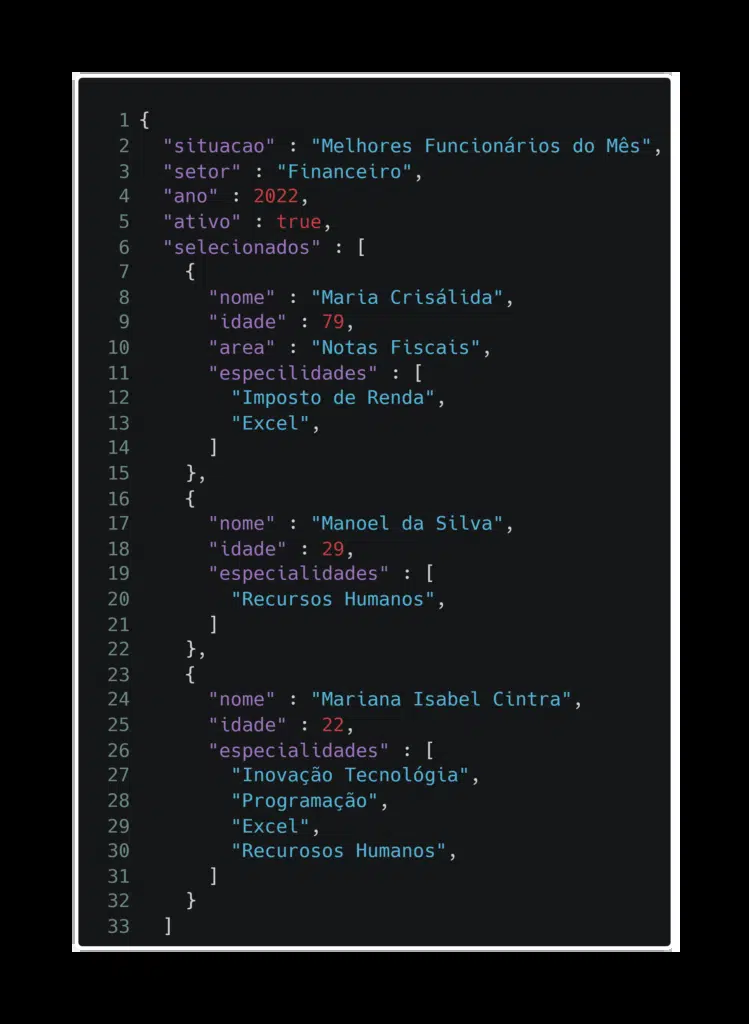 1 {
2 "situacao" : "Melhores Funcionários do Mês",
3 "setor" : "Financeiro",
4 "ano" : 2022,
5 "ativo" : true,
6 "selecionados" : [
7 {
8 "nome" : "Maria Crisálida",
9 "idade" : 79,
10 "area" : "Notas Fiscais",
11 "especilidades" : [
12 "Imposto de Renda",
13 "Excel",
14 ]
15 },
16 {
17 "nome" : "Manoel da Silva",
18 "idade" : 29,
19 "especialidades" : [
20 "Recursos Humanos",
21 ]
22 },
23 {
24 "nome" : "Mariana Isabel Cintra",
25 "idade" : 22,
26 "especialidades" : [
27 "Inovação Tecnológia",
28 "Programação",
29 "Excel",
30 "Recurosos Humanos",
31 ]
32 }
33 ]